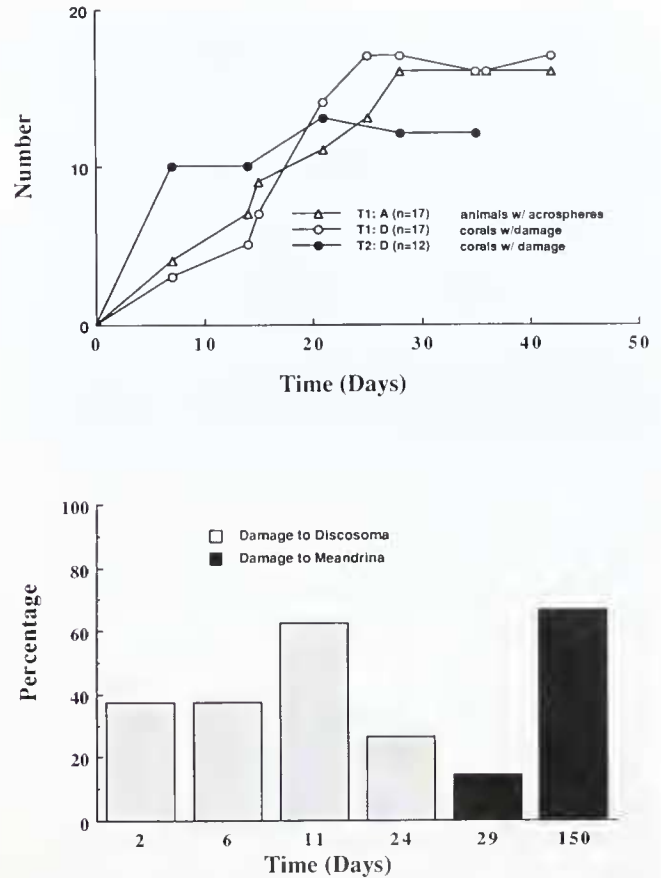 20
10
0
Number
0 10 20 30 40 50
Time (Days)
T1: A (n=17) animals w/ acrospheres
T1: D (n=17) corals w/damage
T2: D (n=12) corals w/ damage
100
80
60
40
20
0
Percentage
Damage to Discosoma
Damage to Meandrina
2 6 11 24 29 150
Time (Days)